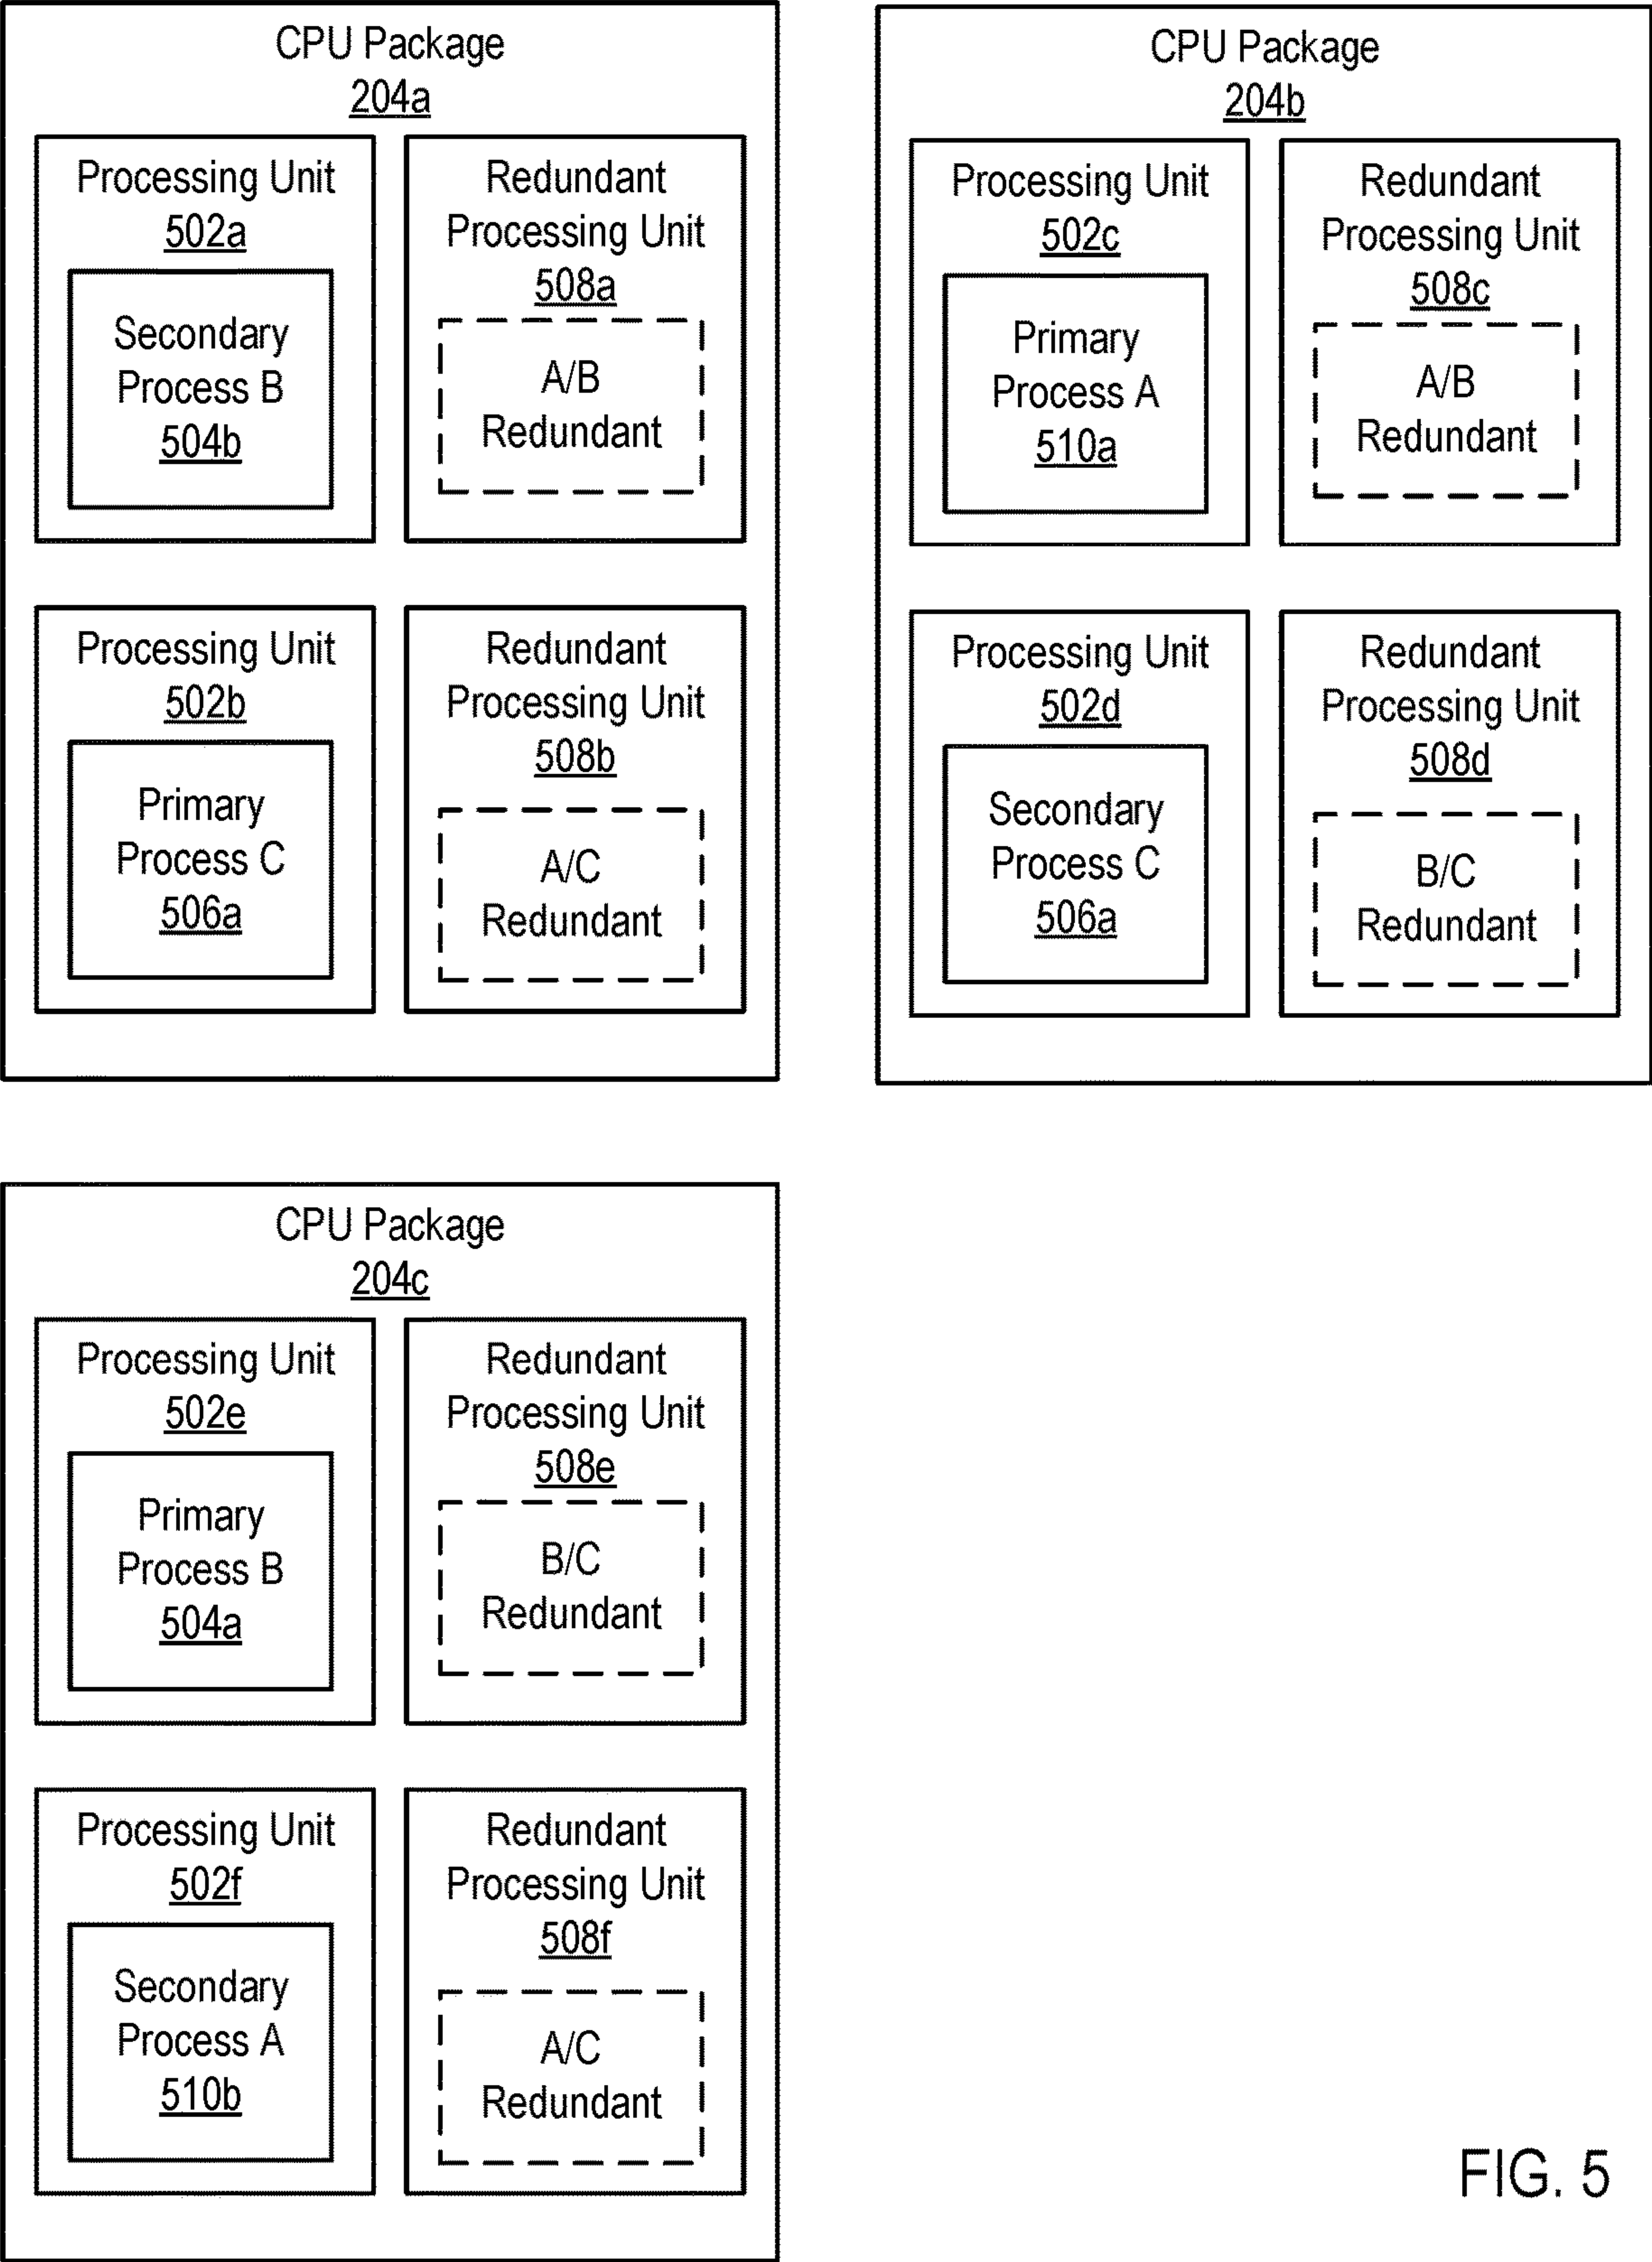 CPU Package
204a
Processing Unit
502a
Secondary
Process B
504b
Redundant
Processing Unit
508a
A/B
Redundant
Processing Unit
502b
Primary
Process C
506a
Redundant
Processing Unit
508b
A/C
Redundant
CPU Package
204b
Processing Unit
502c
Primary
Process A
510a
Redundant
Processing Unit
508c
A/B
Redundant
Processing Unit
502d
Secondary
Process C
506a
Redundant
Processing Unit
508d
B/C
Redundant
CPU Package
204c
Processing Unit
502e
Primary
Process B
504a
Redundant
Processing Unit
508e
B/C
Redundant
Processing Unit
502f
Secondary
Process A
510b
Redundant
Processing Unit
508f
A/C
Redundant
FIG. 5